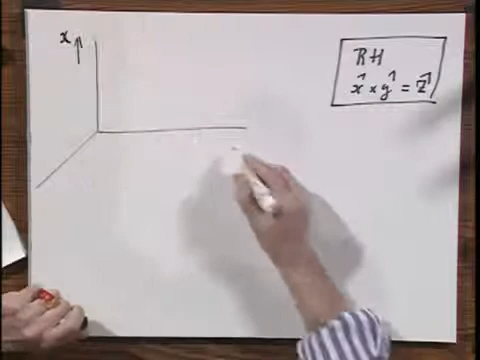 x
RH
x̂ × ŷ = ẑ